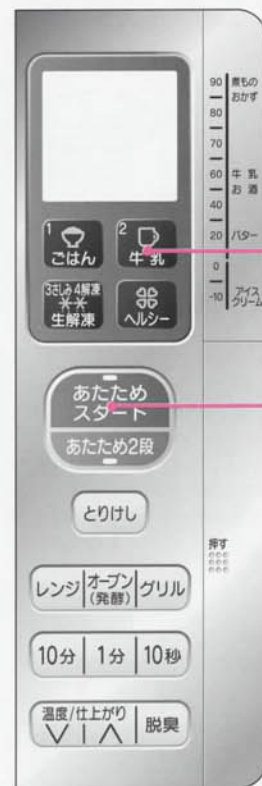 1
ごはん
2
牛乳
3さしみ4解凍
生解凍
ヘルシー
あたため
スタート
あたため2段
とりけし
レンジ
オーブン
(発酵)
グリル
10分
1分
10秒
温度/仕上がり
脱臭
90
煮もの
おかず
80
70
60
牛乳
お酒
40
20
バター
0
-10
アイス
クリーム
押す